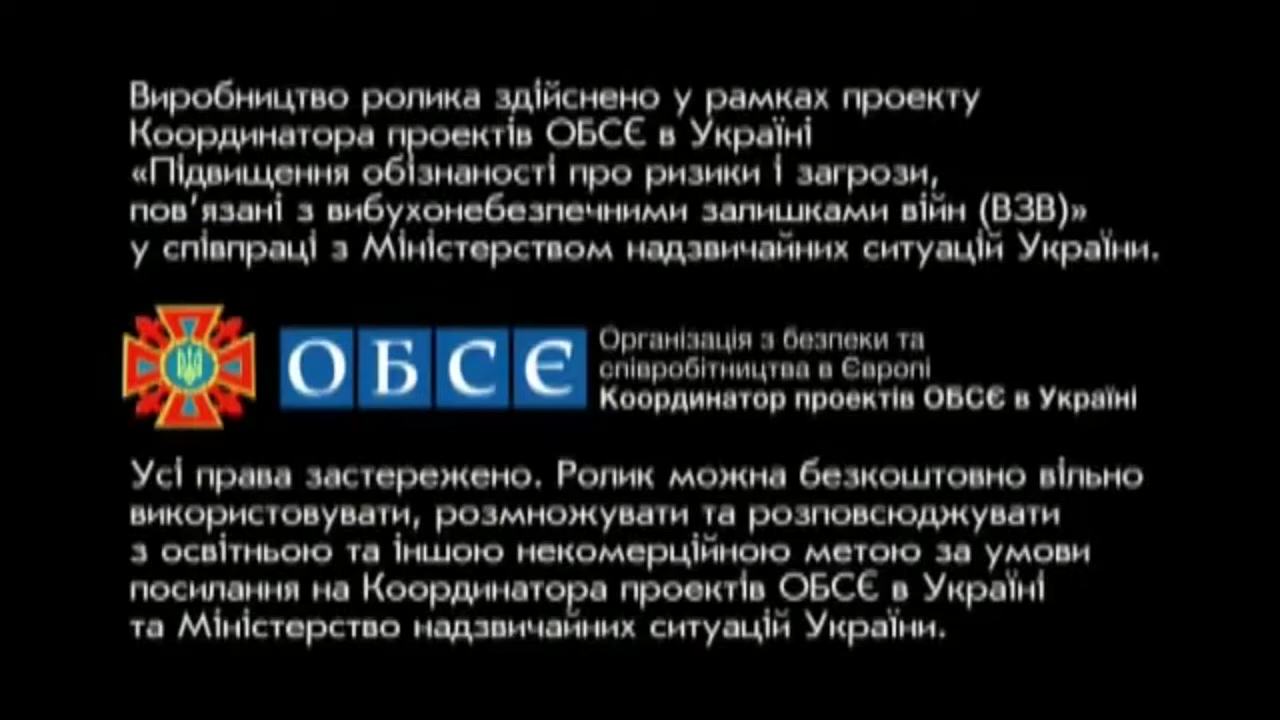 Виробництво ролика здійснено у рамках проекту
Координатора проектів ОБСЄ в Україні
«Підвищення обізнаності про ризики і загрози,
пов’язані з вибухонебезпечними залишками війн (ВЗВ)»
у співпраці з Міністерством надзвичайних ситуацій України.
ОБСЄ
Організація з безпеки та
співробітництва в Європі
Координатор проектів ОБСЄ в Україні
Усі права застережено. Ролик можна безкоштовно вільно
використовувати, розмножувати та розповсюджувати
з освітньою та іншою некомерційною метою за умови
посилання на Координатора проектів ОБСЄ в Україні
та Міністерство надзвичайних ситуацій України.